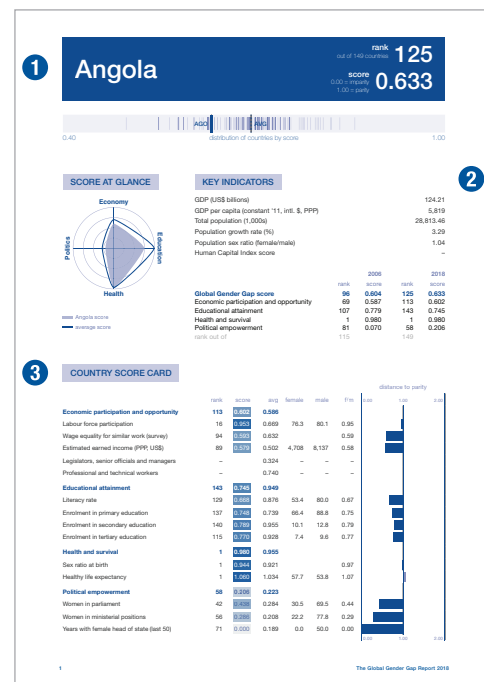 1
Angola
rank
out of 149 countries
125
score
0.00 = imparity
1.00 = parity
0.633
AGO
AVG
0.40
distribution of countries by score
1.00
2
SCORE AT GLANCE
Economy
Politics
Education
Health
Angola score
average score
KEY INDICATORS
GDP (US$ billions) 124.21
GDP per capita (constant '11, intl. $, PPP) 5,819
Total population (1,000s) 28,813.46
Population growth rate (%) 3.29
Population sex ratio (female/male) 1.04
Human Capital Index score –
2006 2018
rank score rank score
Global Gender Gap score 96 0.604 125 0.633
Economic participation and opportunity 69 0.587 113 0.602
Educational attainment 107 0.779 143 0.745
Health and survival 1 0.980 1 0.980
Political empowerment 81 0.070 58 0.206
rank out of 115 149
3
COUNTRY SCORE CARD
distance to parity
rank score avg female male f/m 0.00 1.00 2.00
Economic participation and opportunity 113 0.602 0.586
Labour force participation 16 0.953 0.669 76.3 80.1 0.95
Wage equality for similar work (survey) 94 0.593 0.632 0.59
Estimated earned income (PPP, US$) 89 0.579 0.502 4,708 8,137 0.58
Legislators, senior officials and managers – 0.324 – – –
Professional and technical workers – 0.740 – – –
Educational attainment 143 0.745 0.949
Literacy rate 129 0.668 0.876 53.4 80.0 0.67
Enrolment in primary education 137 0.748 0.739 66.4 88.8 0.75
Enrolment in secondary education 140 0.789 0.955 10.1 12.8 0.79
Enrolment in tertiary education 115 0.770 0.928 7.4 9.6 0.77
Health and survival 1 0.980 0.955
Sex ratio at birth 1 0.944 0.921 0.97
Healthy life expectancy 1 1.060 1.034 57.7 53.8 1.07
Political empowerment 58 0.206 0.223
Women in parliament 42 0.438 0.284 30.5 69.5 0.44
Women in ministerial positions 56 0.286 0.208 22.2 77.8 0.29
Years with female head of state (last 50) 71 0.000 0.189 0.0 50.0 0.00
0.00 1.00 2.00
1
The Global Gender Gap Report 2018